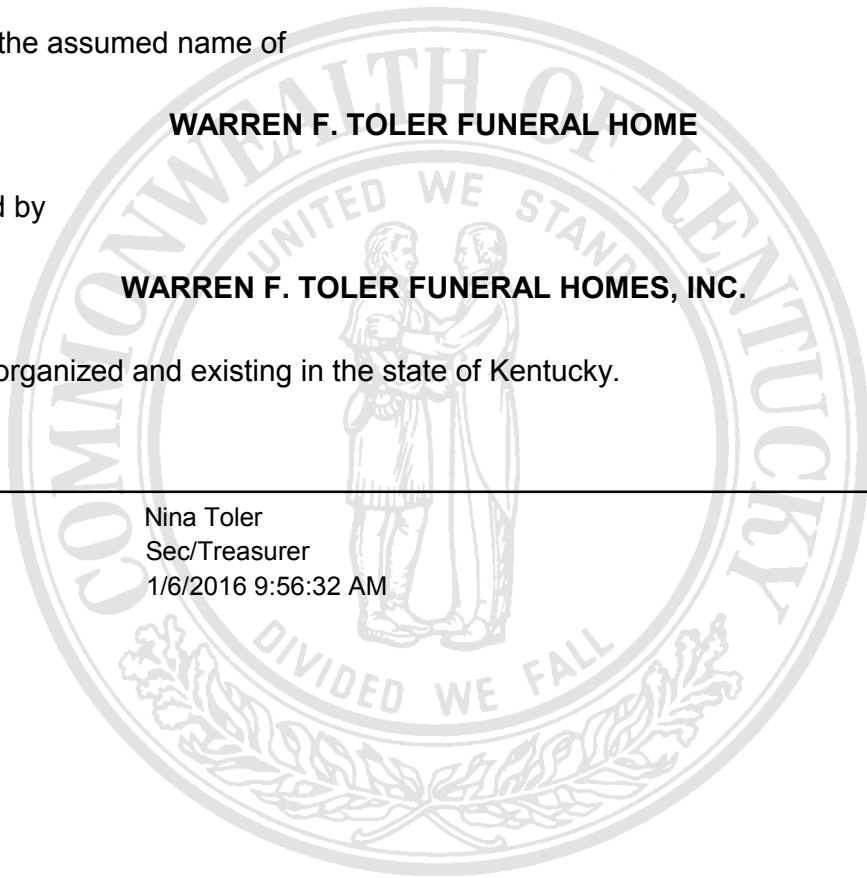 the assumed name of
WARREN F. TOLER FUNERAL HOME
d by
WARREN F. TOLER FUNERAL HOMES, INC.
organized and existing in the state of Kentucky.
Nina Toler
Sec/Treasurer
1/6/2016 9:56:32 AM
COMMONWEALTH OF KENTUCKY
UNITED WE STAND
DIVIDED WE FALL